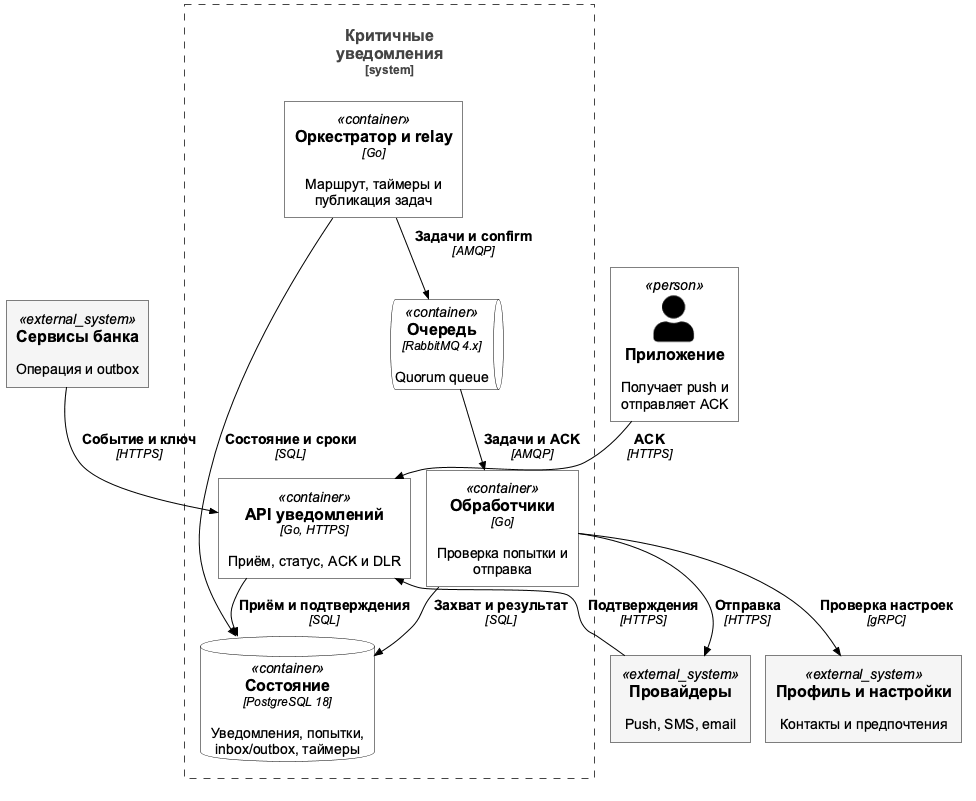 Критичные
уведомления
[system]
«container»
Оркестратор и relay
[Go]
Маршрут, таймеры и
публикация задач
Задачи и confirm
[AMQP]
«container»
Очередь
[RabbitMQ 4.x]
Quorum queue
«person»
Приложение
Получает push и
отправляет ACK
«external_system»
Сервисы банка
Операция и outbox
Событие и ключ
[HTTPS]
Состояние и сроки
[SQL]
Задачи и ACK
[AMQP]
ACK
[HTTPS]
«container»
API уведомлений
[Go, HTTPS]
Приём, статус, ACK и DLR
«container»
Обработчики
[Go]
Проверка попытки и
отправка
Приём и подтверждения
[SQL]
Захват и результат
[SQL]
Подтверждения
[HTTPS]
Отправка
[HTTPS]
Проверка настроек
[gRPC]
«container»
Состояние
[PostgreSQL 18]
Уведомления, попытки,
inbox/outbox, таймеры
«external_system»
Провайдеры
Push, SMS, email
«external_system»
Профиль и настройки
Контакты и предпочтения